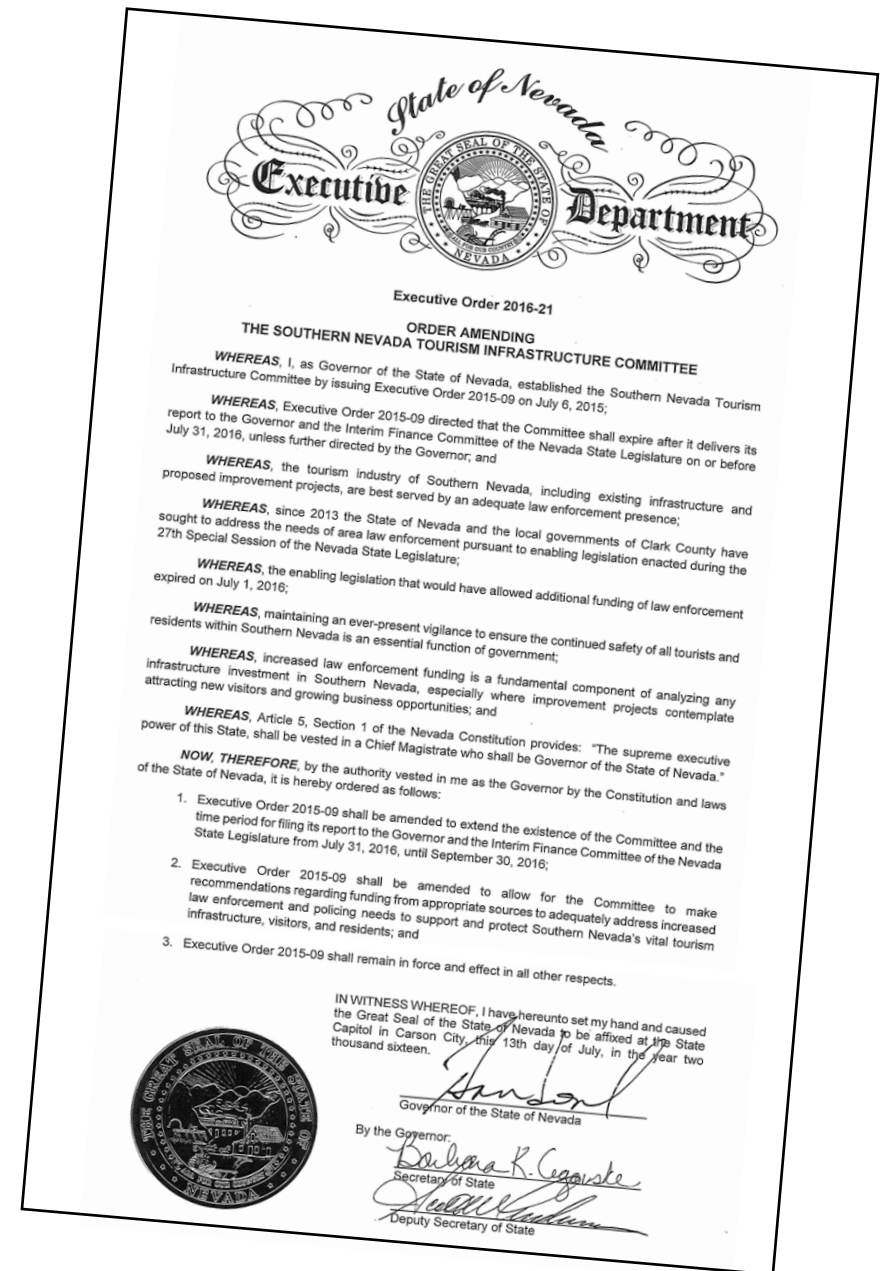 State of Nevada
Executive Department
THE GREAT SEAL OF THE STATE OF NEVADA
ALL FOR OUR COUNTRY
Executive Order 2016-21
ORDER AMENDING
THE SOUTHERN NEVADA TOURISM INFRASTRUCTURE COMMITTEE
WHEREAS, I, as Governor of the State of Nevada, established the Southern Nevada Tourism
Infrastructure Committee by issuing Executive Order 2015-09 on July 6, 2015;
WHEREAS, Executive Order 2015-09 directed that the Committee shall expire after it delivers its
report to the Governor and the Interim Finance Committee of the Nevada State Legislature on or before
July 31, 2016, unless further directed by the Governor; and
WHEREAS, the tourism industry of Southern Nevada, including existing infrastructure and
proposed improvement projects, are best served by an adequate law enforcement presence;
WHEREAS, since 2013 the State of Nevada and the local governments of Clark County have
sought to address the needs of area law enforcement pursuant to enabling legislation enacted during the
27th Special Session of the Nevada State Legislature;
WHEREAS, the enabling legislation that would have allowed additional funding of law enforcement
expired on July 1, 2016;
WHEREAS, maintaining an ever-present vigilance to ensure the continued safety of all tourists and
residents within Southern Nevada is an essential function of government;
WHEREAS, increased law enforcement funding is a fundamental component of analyzing any
infrastructure investment in Southern Nevada, especially where improvement projects contemplate
attracting new visitors and growing business opportunities; and
WHEREAS, Article 5, Section 1 of the Nevada Constitution provides: "The supreme executive
power of this State, shall be vested in a Chief Magistrate who shall be Governor of the State of Nevada."
NOW, THEREFORE, by the authority vested in me as the Governor by the Constitution and laws
of the State of Nevada, it is hereby ordered as follows:
1. Executive Order 2015-09 shall be amended to extend the existence of the Committee and the
time period for filing its report to the Governor and the Interim Finance Committee of the Nevada
State Legislature from July 31, 2016, until September 30, 2016;
2. Executive Order 2015-09 shall be amended to allow for the Committee to make
recommendations regarding funding from appropriate sources to adequately address increased
law enforcement and policing needs to support and protect Southern Nevada's vital tourism
infrastructure, visitors, and residents; and
3. Executive Order 2015-09 shall remain in force and effect in all other respects.
IN WITNESS WHEREOF, I have hereunto set my hand and caused
the Great Seal of the State of Nevada to be affixed at the State
Capitol in Carson City, this 13th day of July, in the year two
thousand sixteen.
Governor of the State of Nevada
By the Governor:
Barbara K. Cegavske
Secretary of State
Deputy Secretary of State
THE GREAT SEAL OF THE STATE OF NEVADA